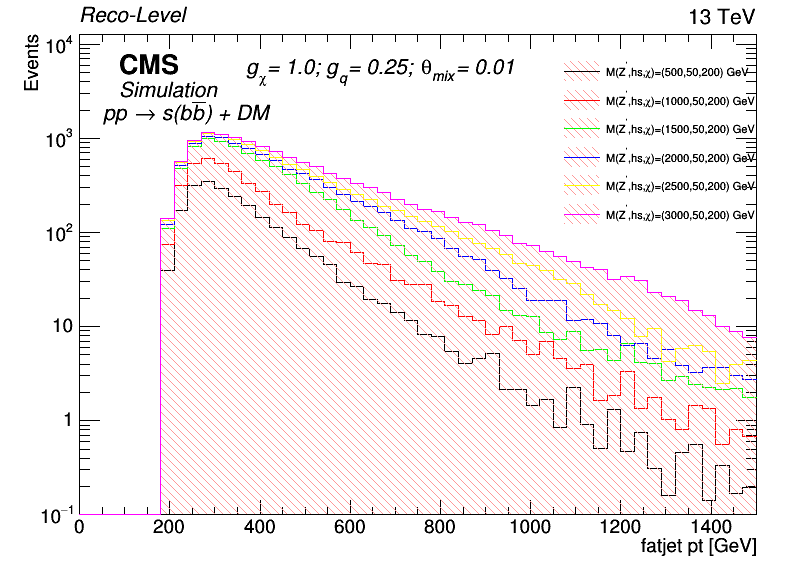 Reco-Level 13 TeV
Events
CMS
Simulation
pp → s(bb̅) + DM
gχ = 1.0; gq = 0.25; θmix = 0.01
M(Z',hs,χ)=(500,50,200) GeV
M(Z',hs,χ)=(1000,50,200) GeV
M(Z',hs,χ)=(1500,50,200) GeV
M(Z',hs,χ)=(2000,50,200) GeV
M(Z',hs,χ)=(2500,50,200) GeV
M(Z',hs,χ)=(3000,50,200) GeV
10⁴
10³
10²
10
1
10⁻¹
0 200 400 600 800 1000 1200 1400
fatjet pt [GeV]